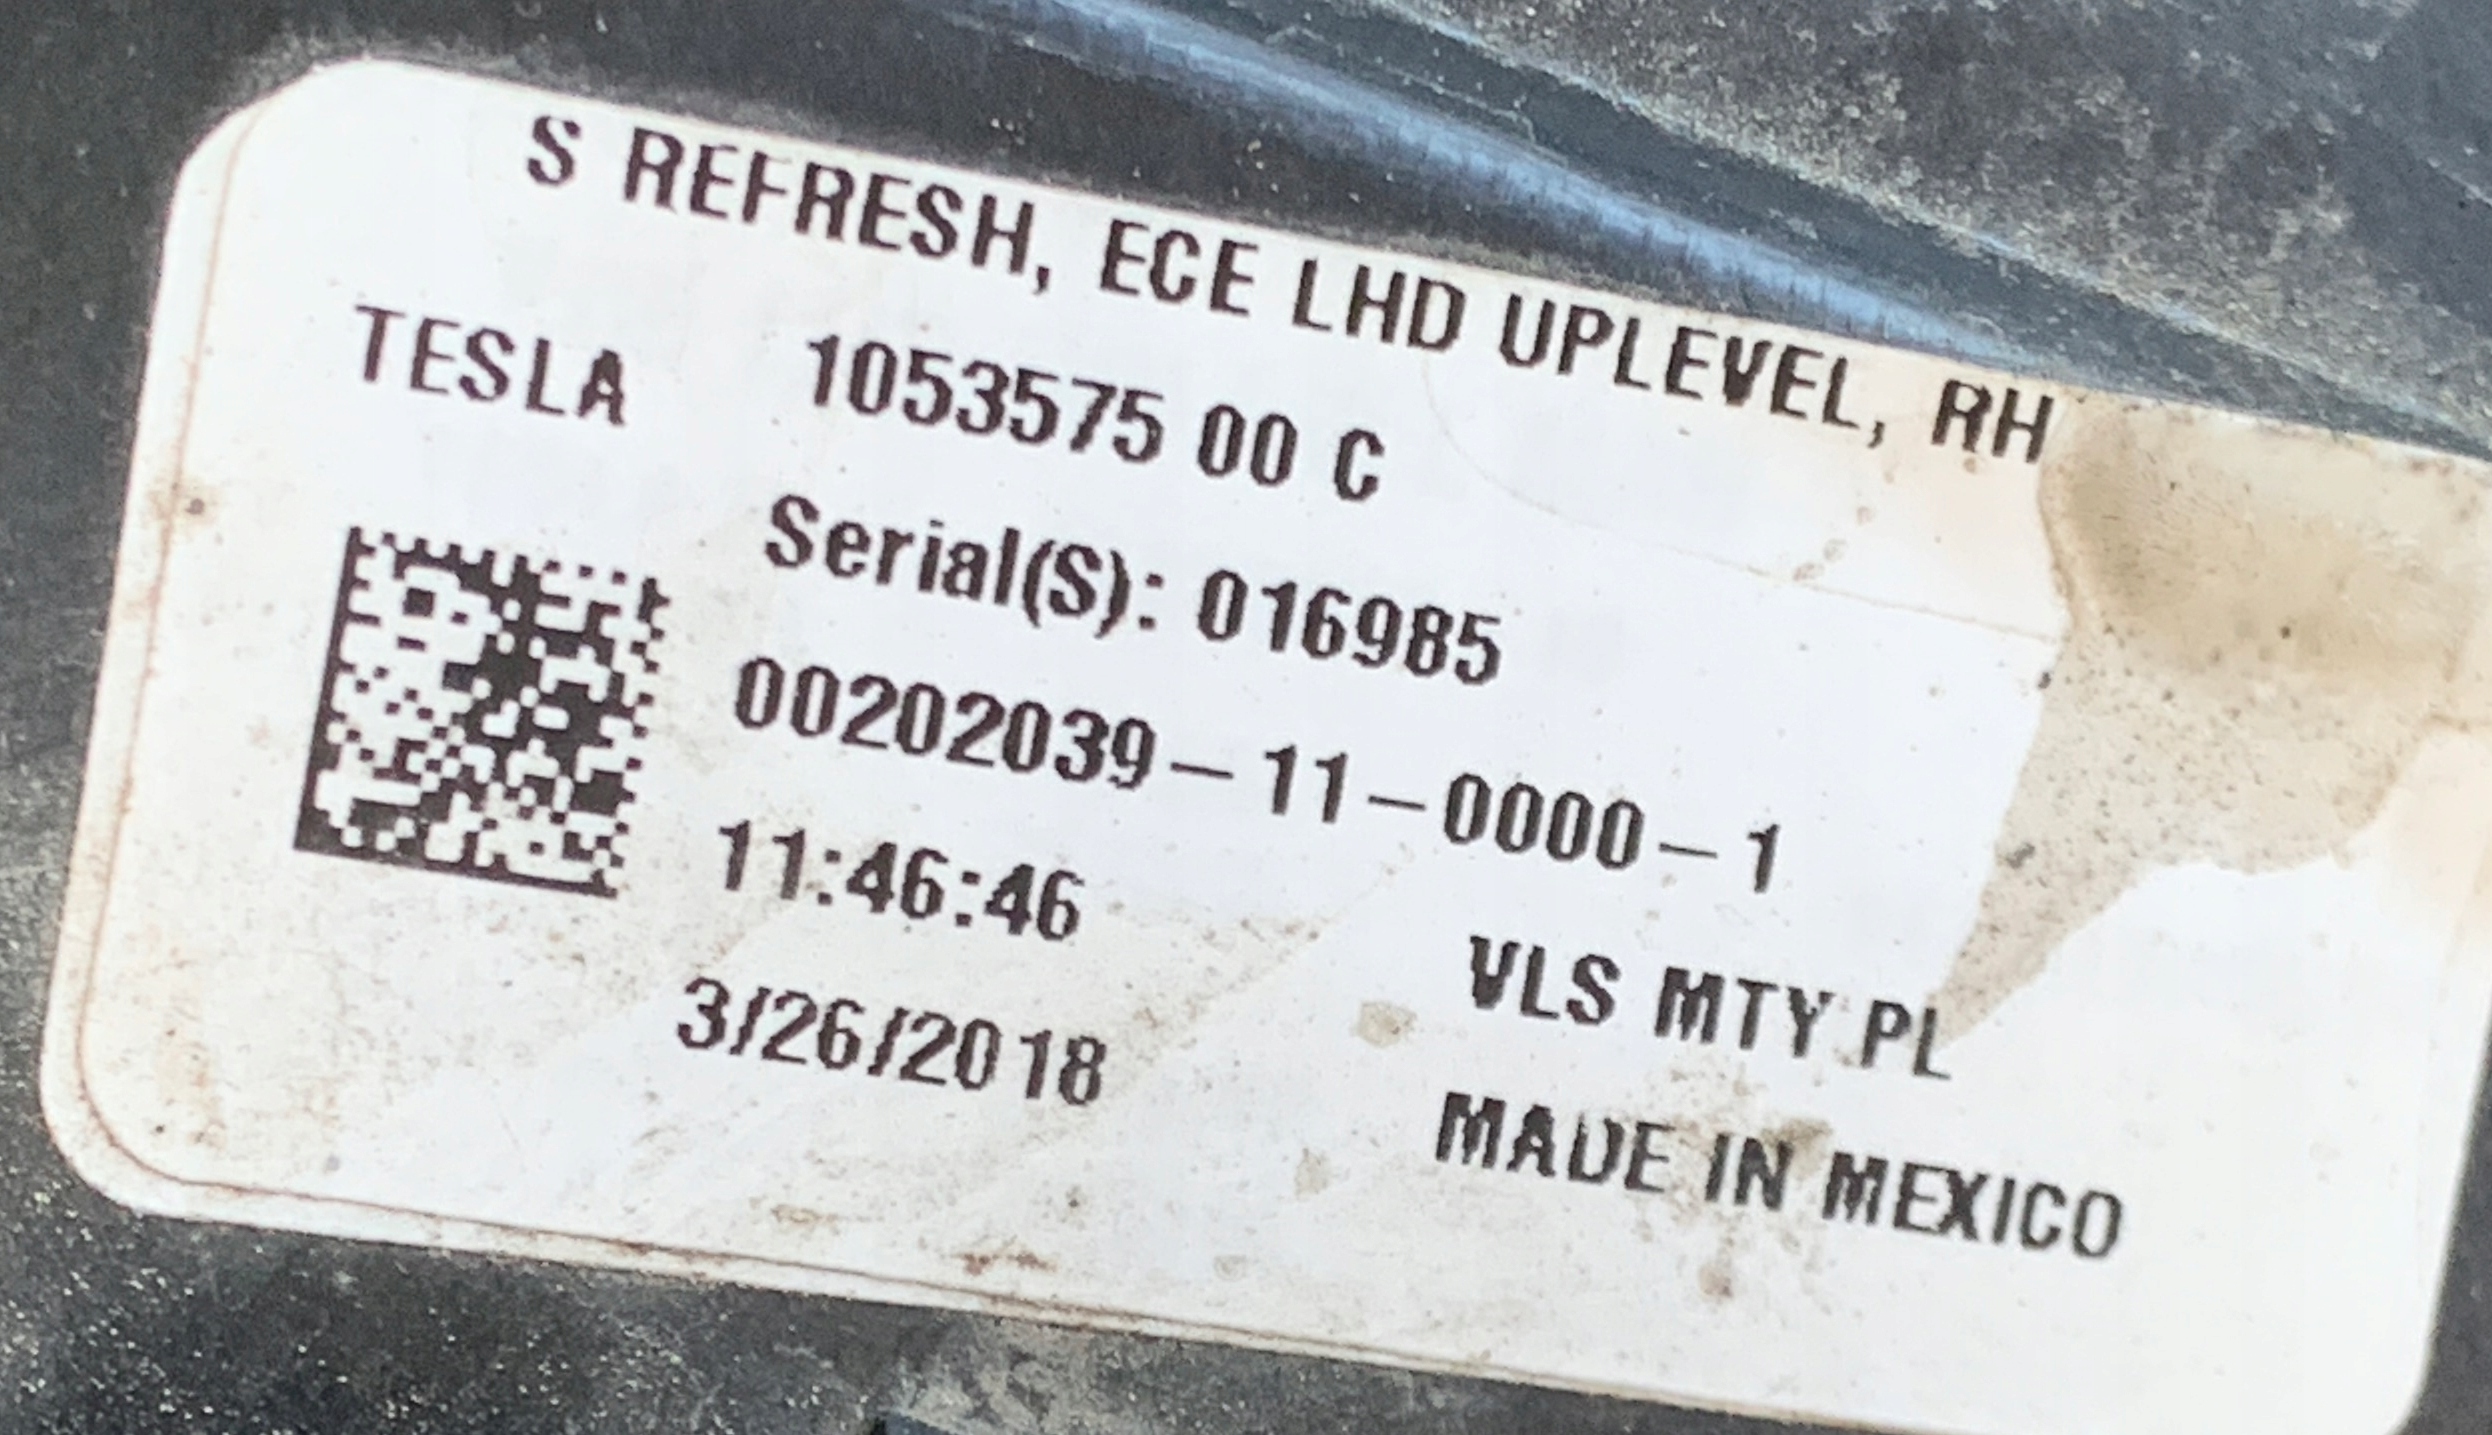 S REFRESH, ECE LHD UPLEVEL, RH
TESLA 1053575 00 C
Serial(S): 016985
00202039-11-0000-1
11:46:46
3/26/2018 VLS MTY PL
MADE IN MEXICO